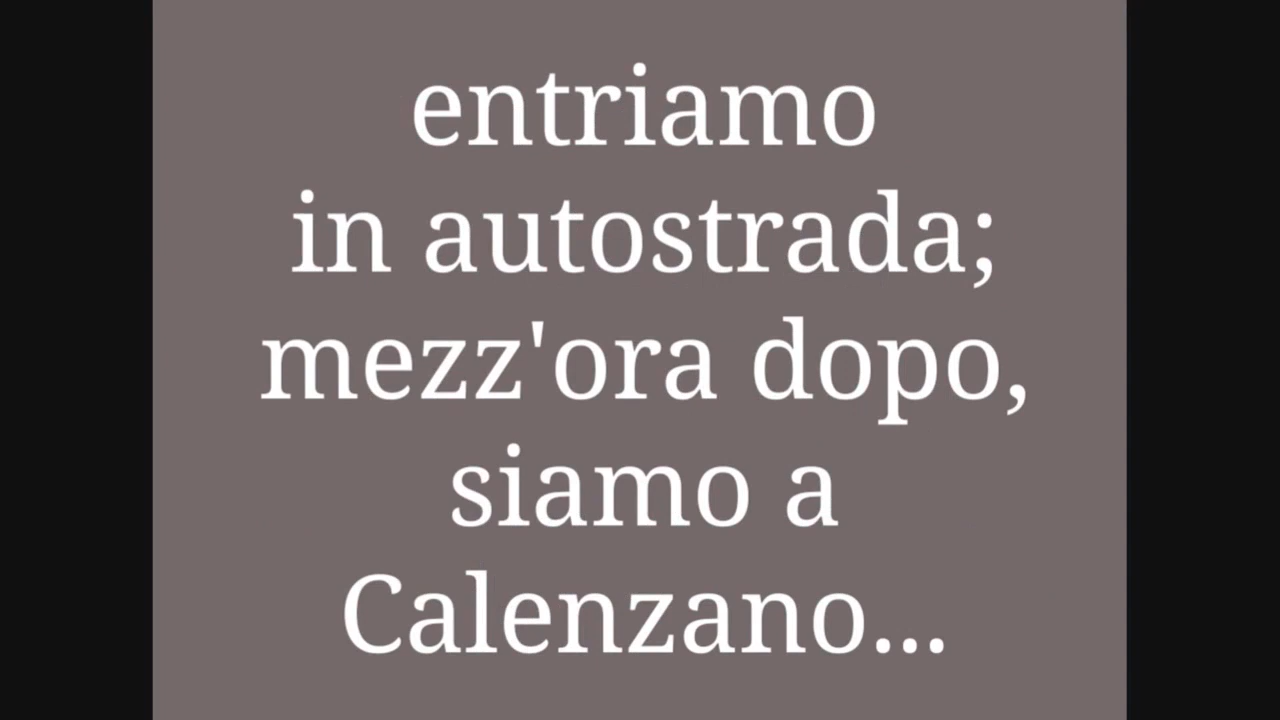 entriamo
in autostrada;
mezz'ora dopo,
siamo a
Calenzano...